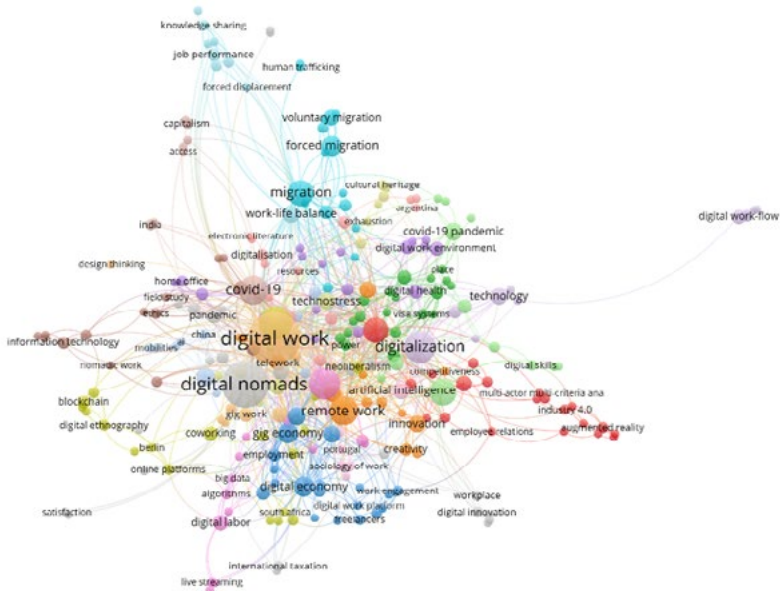 knowledge sharing
job performance
human trafficking
forced displacement
voluntary migration
capitalism
forced migration
access
cultural heritage
migration
argentina
work-life balance
exhaustion
india
covid-19 pandemic
electronic literature
digital work environment
digital work-flow
digitalisation
design thinking
resources
place
home office
covid-19
digital health
technology
field study
technostress
ethics
pandemic
visa systems
china
digital work
information technology
mobilities
power
digitalization
telework
nomadic work
neoliberalism
competitiveness
digital skills
digital nomads
artificial intelligence
multi-actor multi-criteria ana
blockchain
gig work
remote work
industry 4.0
digital ethnography
innovation
augmented reality
coworking
gig economy
employee relations
berlin
employment
portugal
creativity
online platforms
sociology of work
big data
algorithms
digital economy
work engagement
workplace
satisfaction
south africa
digital work platform
digital innovation
digital labor
freelancers
international taxation
live streaming